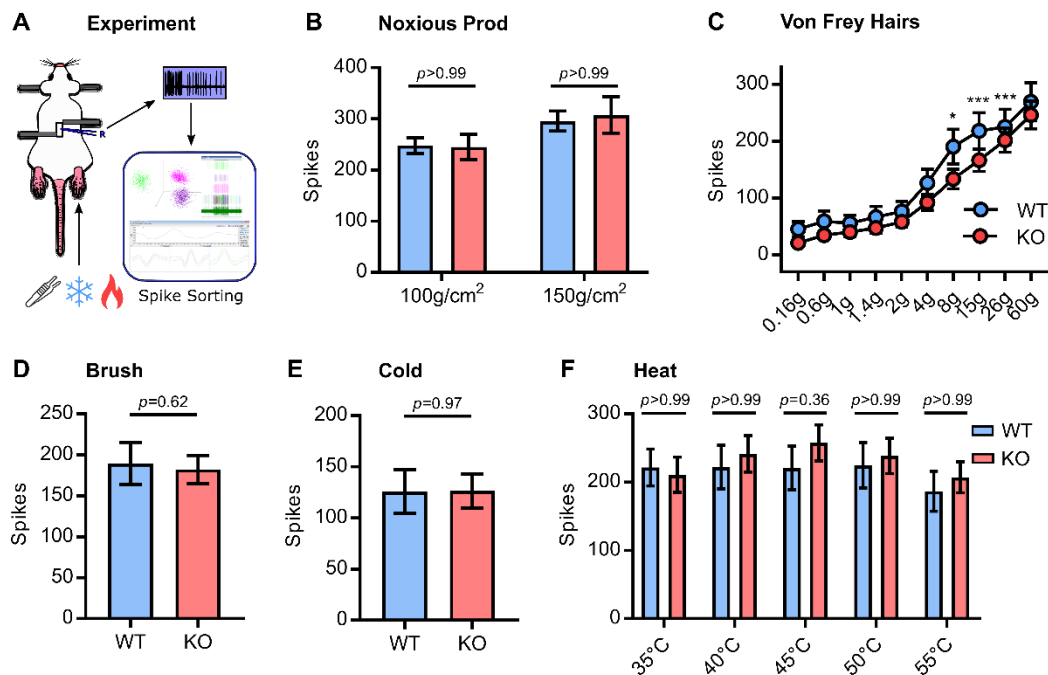 A Experiment
R
Spike Sorting
B Noxious Prod
p>0.99 p>0.99
400
300
200
100
0
Spikes
100g/cm²
150g/cm²
C Von Frey Hairs
300
200
100
0
Spikes
* *** ***
WT
KO
0.16g
0.6g
1g
1.4g
2g
4g
8g
15g
26g
60g
D Brush
p=0.62
250
200
150
100
50
0
Spikes
WT KO
E Cold
p=0.97
200
150
100
50
0
Spikes
WT KO
F Heat
p>0.99 p>0.99 p=0.36 p>0.99 p>0.99
300
200
100
0
Spikes
WT
KO
35°C
40°C
45°C
50°C
55°C